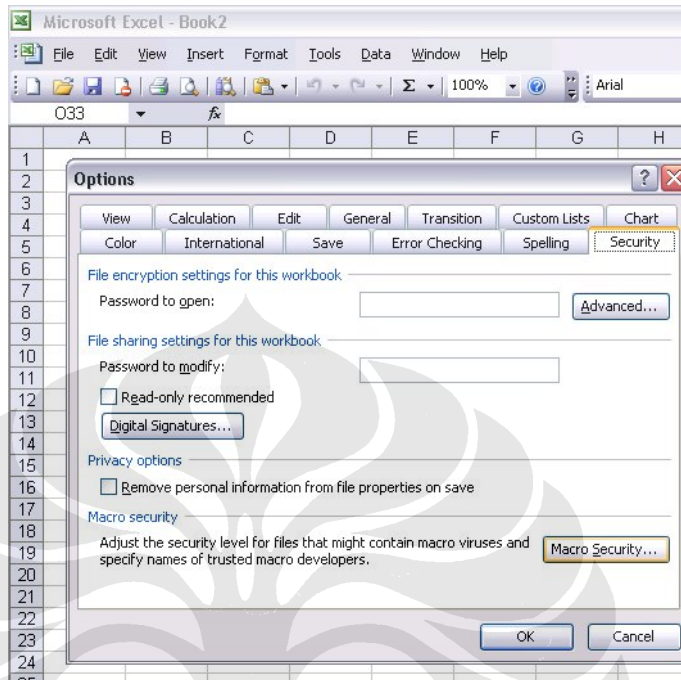 Microsoft Excel - Book2
File Edit View Insert Format Tools Data Window Help
Σ 100% Arial
O33 fx
A B C D E F G H
1
2
Options
3
4
View Calculation Edit General Transition Custom Lists Chart
5
Color International Save Error Checking Spelling Security
6
File encryption settings for this workbook
7
Password to open: Advanced...
8
9
File sharing settings for this workbook
10
Password to modify:
11
12
Read-only recommended
13
Digital Signatures...
14
15
Privacy options
16
Remove personal information from file properties on save
17
Macro security
18
Adjust the security level for files that might contain macro viruses and
19
specify names of trusted macro developers.
Macro Security...
20
21
22
23
OK Cancel
24
25